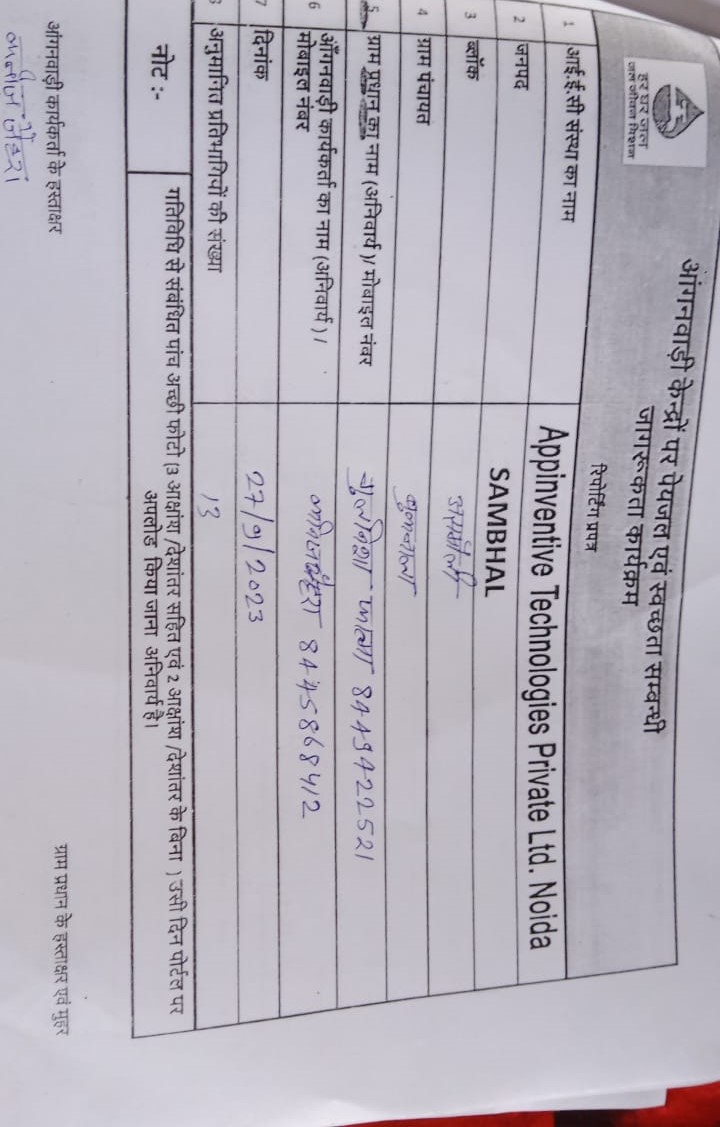 हर घर जल
जल जीवन मिशन
आंगनवाड़ी केन्द्रों पर पेयजल एवं स्वच्छता सम्बन्धी
जागरूकता कार्यक्रम
रिपोर्टिंग प्रपत्र
1 आई.ई.सी संस्था का नाम Appinventive Technologies Private Ltd. Noida
2 जनपद SAMBHAL
3 ब्लॉक
4 ग्राम पंचायत
5 ग्राम प्रधान का नाम (अनिवार्य)/ मोबाइल नंबर 8449422521
6 आँगनवाड़ी कार्यकर्ता का नाम (अनिवार्य) /
मोबाइल नंबर 8445868412
7 दिनांक 27/9/2023
अनुमानित प्रतिभागियों की संख्या 13
नोट :- गतिविधि से संबंधित पांच अच्छी फोटो (3 आक्षांय /देशांतर सहित एवं 2 आक्षांय /देशांतर के बिना ) उसी दिन पोर्टल पर
अपलोड किया जाना अनिवार्य है।
आंगनवाड़ी कार्यकर्ता के हस्ताक्षर ग्राम प्रधान के हस्ताक्षर एवं मुहर